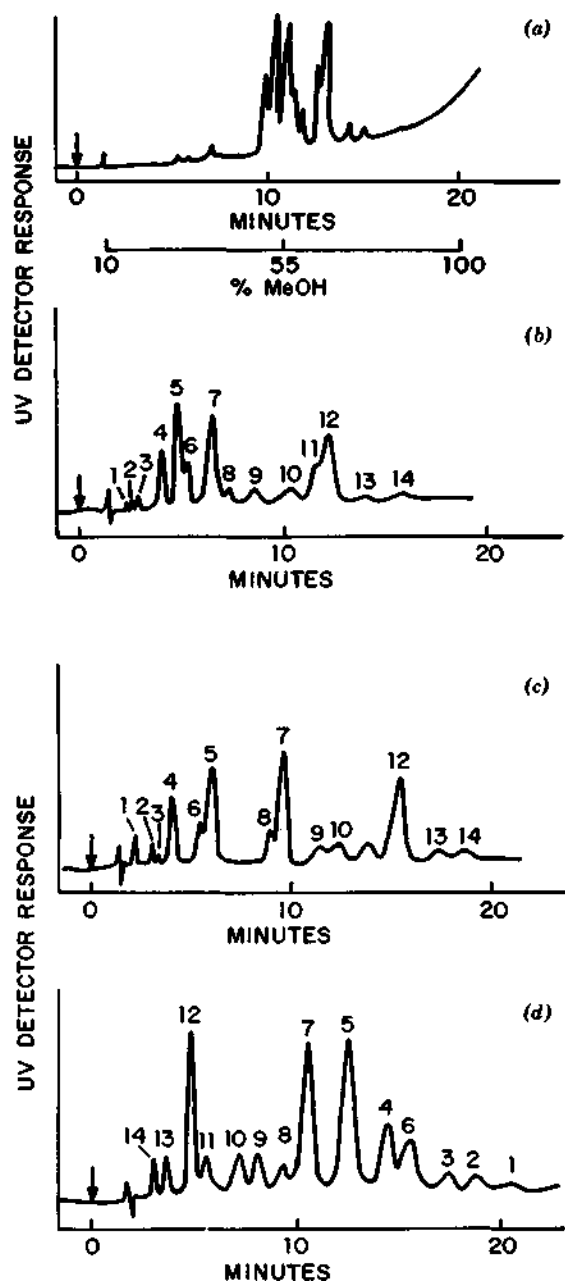 (a)
UV DETECTOR RESPONSE
0 10 20
MINUTES
10 55 100
% MeOH
(b)
1 2 3 4 5 6 7 8 9 10 11 12 13 14
0 10 20
MINUTES
(c)
UV DETECTOR RESPONSE
1 2 3 4 6 5 8 7 9 10 12 13 14
0 10 20
MINUTES
(d)
14 13 12 11 10 9 8 7 5 4 6 3 2 1
0 10 20
MINUTES